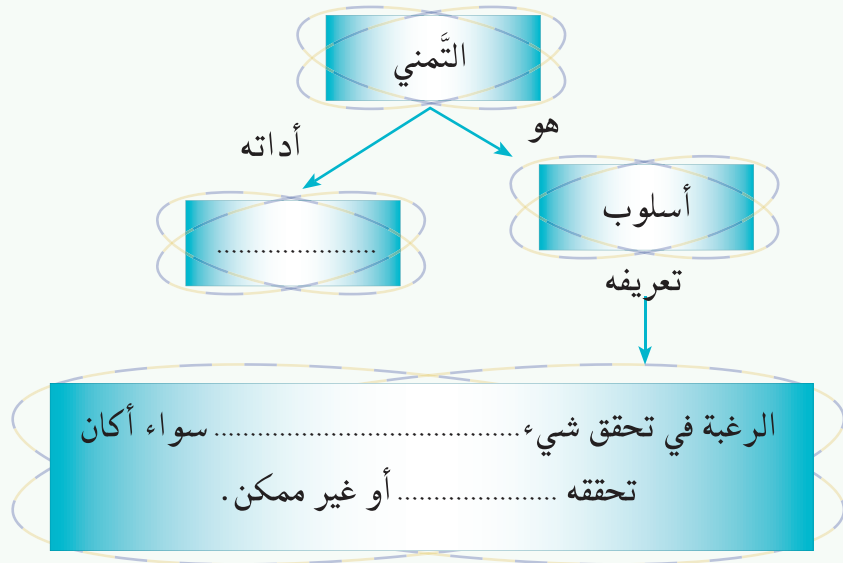 التَّمني
هو
أداته
أسلوب
.....................
تعريفه
الرغبة في تحقق شيء ........................................ سواء أكان
تحققه ..................... أو غير ممكن.